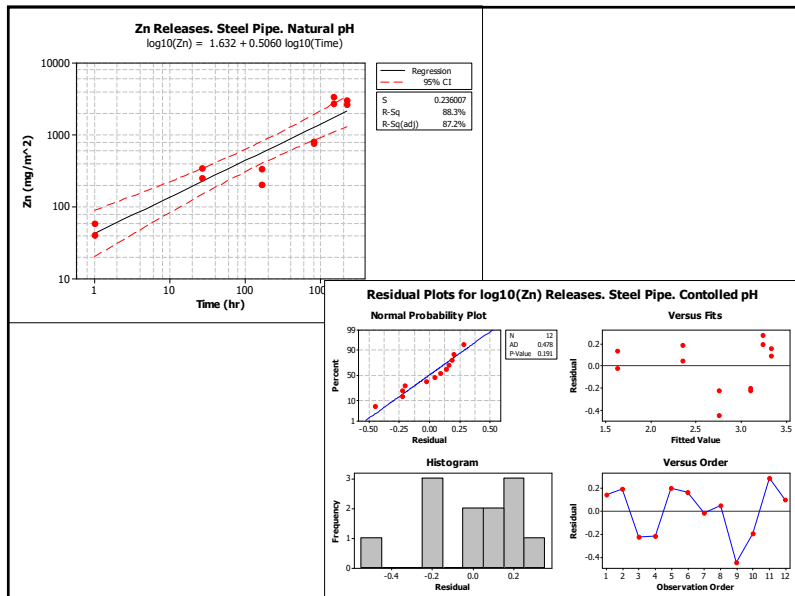 Zn Releases. Steel Pipe. Natural pH
log10(Zn) = 1.632 + 0.5060 log10(Time)
10000
1000
100
10
Zn (mg/m^2)
1
10
100
100
Time (hr)
Regression
95% CI
S 0.236007
R-Sq 88.3%
R-Sq(adj) 87.2%
Residual Plots for log10(Zn) Releases. Steel Pipe. Contolled pH
Normal Probability Plot
99
90
50
10
1
Percent
-0.50
-0.25
0.00
0.25
0.50
Residual
N 12
AD 0.478
P-Value 0.191
Versus Fits
0.2
0.0
-0.2
-0.4
Residual
1.5
2.0
2.5
3.0
3.5
Fitted Value
Histogram
3
2
1
0
Frequency
-0.4
-0.2
0.0
0.2
Residual
Versus Order
0.2
0.0
-0.2
-0.4
Residual
1 2 3 4 5 6 7 8 9 10 11 12
Observation Order